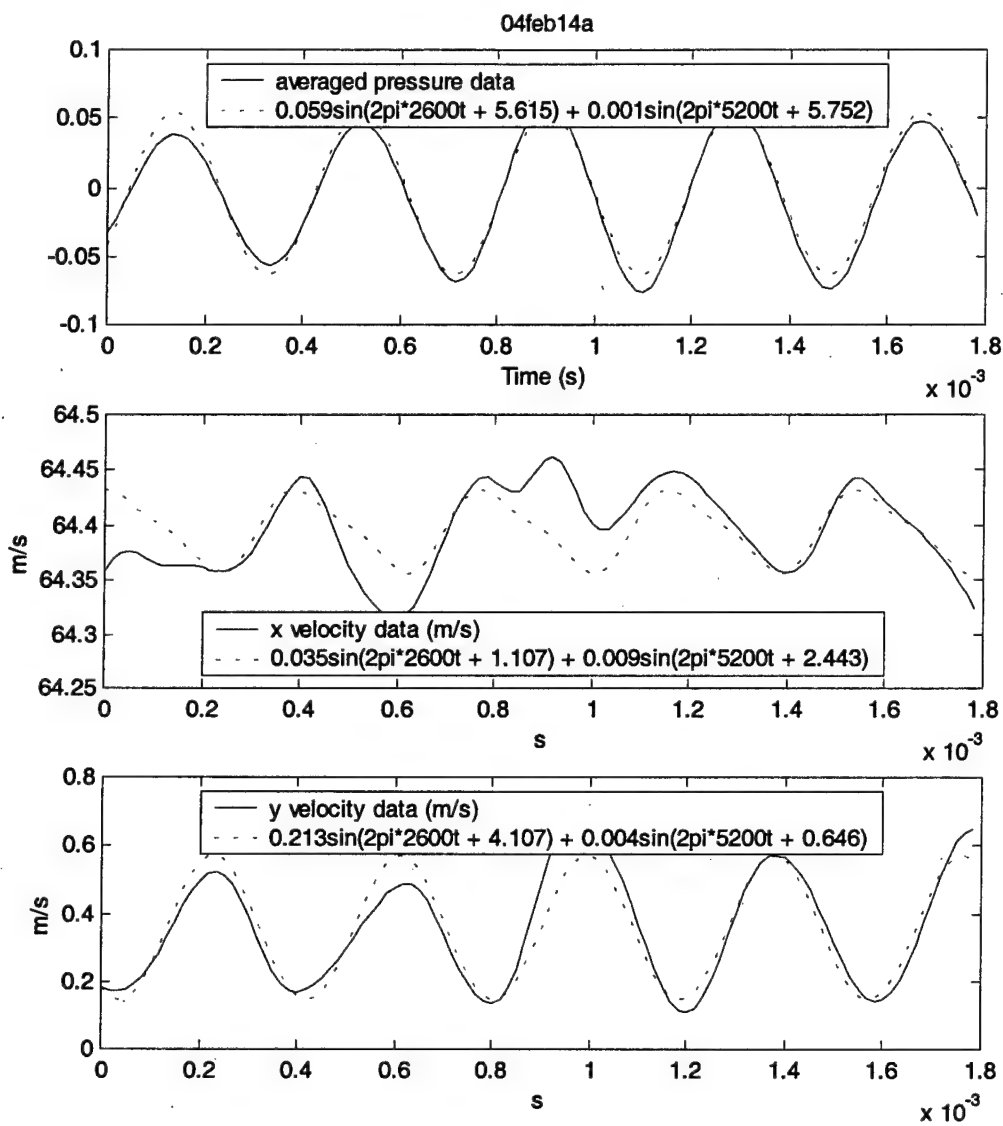 04feb14a
averaged pressure data
0.059sin(2pi*2600t + 5.615) + 0.001sin(2pi*5200t + 5.752)
0.1
0.05
0
-0.05
-0.1
0 0.2 0.4 0.6 0.8 1 1.2 1.4 1.6 1.8
Time (s)
x 10^-3
64.5
64.45
64.4
64.35
64.3
64.25
m/s
x velocity data (m/s)
0.035sin(2pi*2600t + 1.107) + 0.009sin(2pi*5200t + 2.443)
0 0.2 0.4 0.6 0.8 1 1.2 1.4 1.6 1.8
s
x 10^-3
0.8
0.6
0.4
0.2
0
m/s
y velocity data (m/s)
0.213sin(2pi*2600t + 4.107) + 0.004sin(2pi*5200t + 0.646)
0 0.2 0.4 0.6 0.8 1 1.2 1.4 1.6 1.8
s
x 10^-3